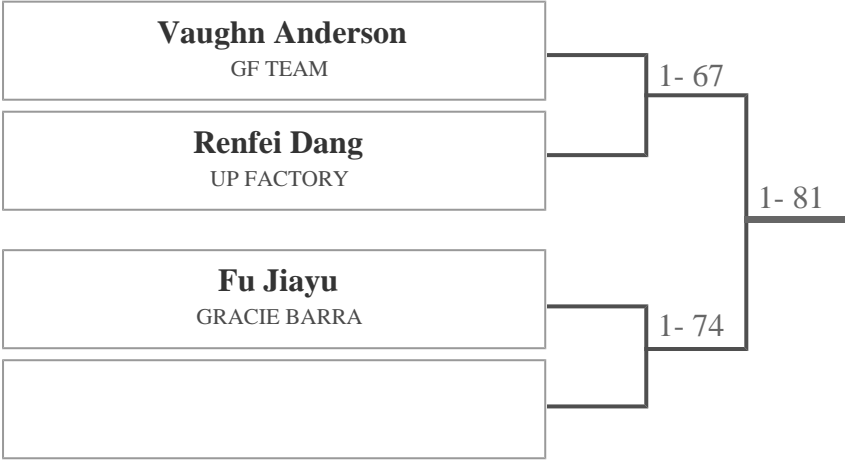 Vaughn Anderson
GF TEAM
1- 67
Renfei Dang
UP FACTORY
1- 81
Fu Jiayu
GRACIE BARRA
1- 74